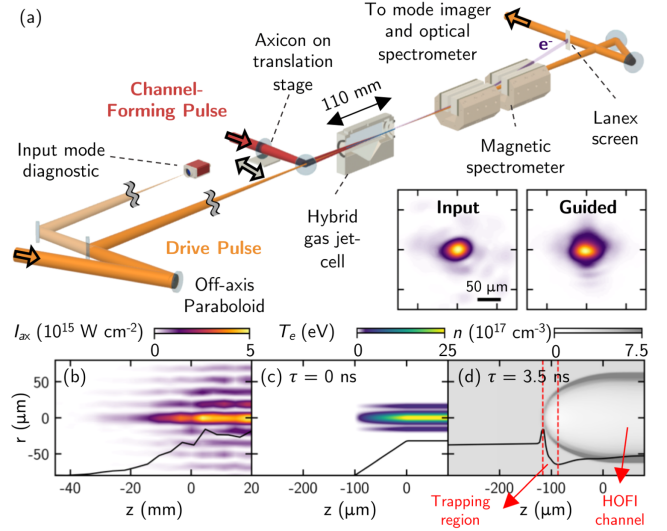 (a)
To mode imager
and optical
spectrometer
Axicon on
translation
stage
e-
Channel-
Forming Pulse
110 mm
Lanex
screen
Magnetic
spectrometer
Input mode
diagnostic
Hybrid
gas jet-
cell
Drive Pulse
Off-axis
Paraboloid
Input
Guided
50 µm
I_ax (10^15 W cm^-2)
0 5
T_e (eV)
0 25
n (10^17 cm^-3)
0 7.5
(b)
(c) τ = 0 ns
(d) τ = 3.5 ns
r (µm)
50
0
-50
-40 -20 0 20
z (mm)
-200 -100 0
z (µm)
-200 -100 0
z (µm)
Trapping
region
HOFI
channel